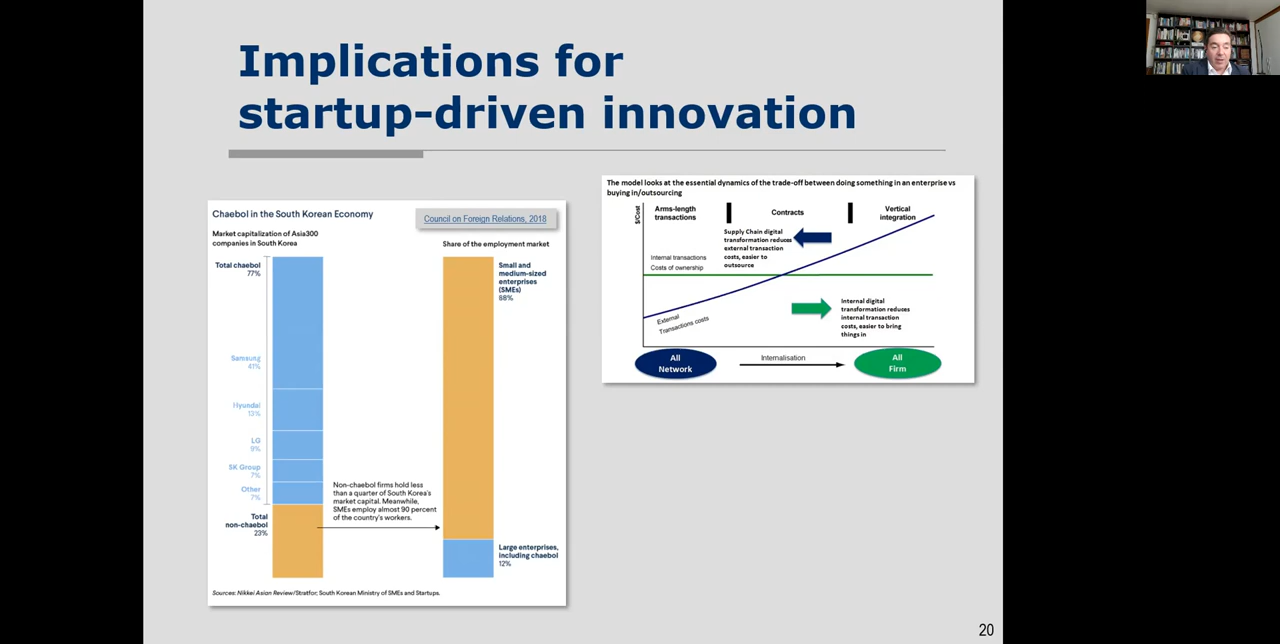 Implications for
startup-driven innovation
Chaebol in the South Korean Economy
Council on Foreign Relations, 2018
Market capitalization of Asia300
companies in South Korea
Share of the employment market
Total chaebol
77%
Samsung
41%
Hyundai
13%
LG
9%
SK Group
7%
Other
7%
Total
non-chaebol
23%
Non-chaebol firms hold less
than a quarter of South Korea's
market capital. Meanwhile,
SMEs employ almost 90 percent
of the country's workers.
Small and
medium-sized
enterprises
(SMEs)
88%
Large enterprises,
including chaebol
12%
Sources: Nikkei Asian Review/Stratfor; South Korean Ministry of SMEs and Startups.
The model looks at the essential dynamics of the trade-off between doing something in an enterprise vs
buying in/outsourcing
$/Cost
Arms-length
transactions
Contracts
Vertical
integration
Supply Chain digital
transformation reduces
external transaction
costs, easier to
outsource
Internal transactions
Costs of ownership
External
Transactions costs
Internal digital
transformation reduces
internal transaction
costs, easier to bring
things in
All
Network
Internalisation
All
Firm
20